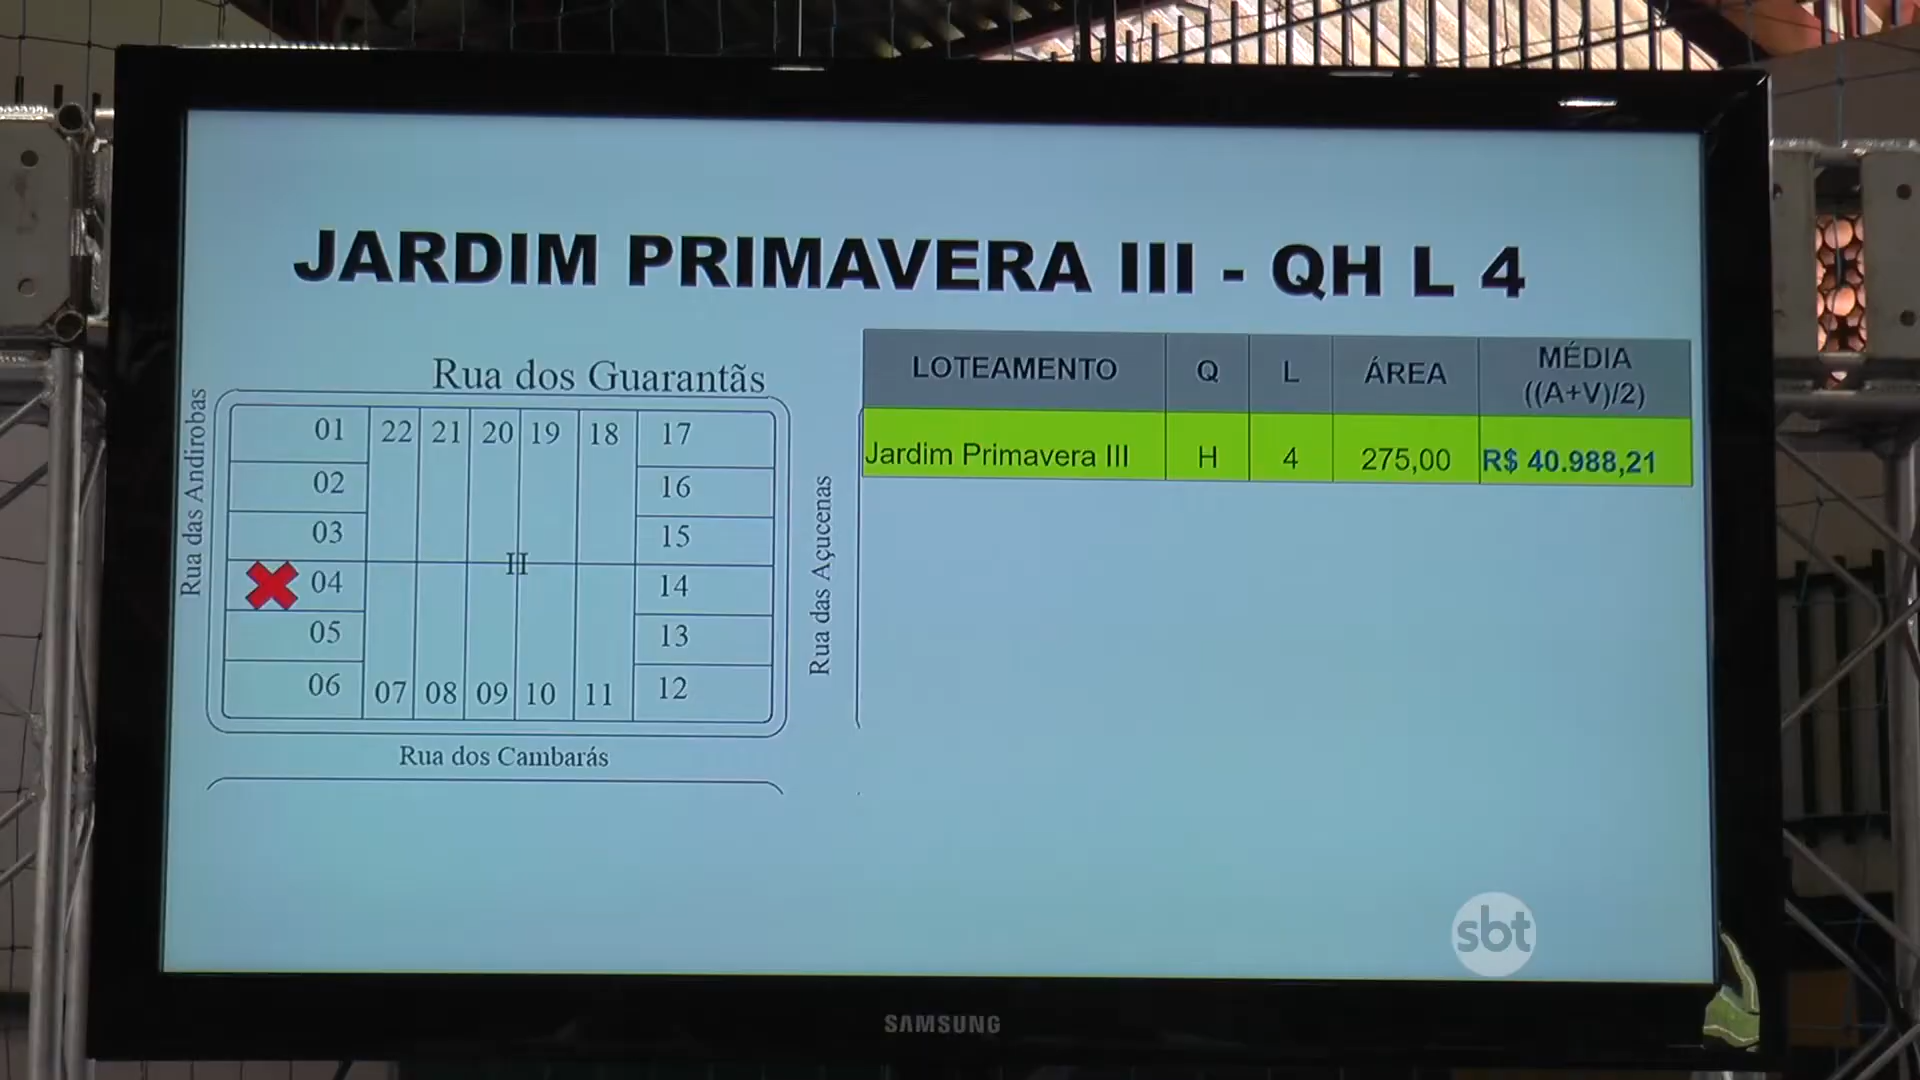 JARDIM PRIMAVERA III - QH L 4
Rua dos Guarantãs
Rua das Andirobas
01 22 21 20 19 18 17
02 16
03 15
H
04 14
05 13
06 07 08 09 10 11 12
Rua das Açucenas
Rua dos Cambarás
LOTEAMENTO Q L ÁREA MÉDIA
((A+V)/2)
Jardim Primavera III H 4 275,00 R$ 40.988,21
sbt
SAMSUNG